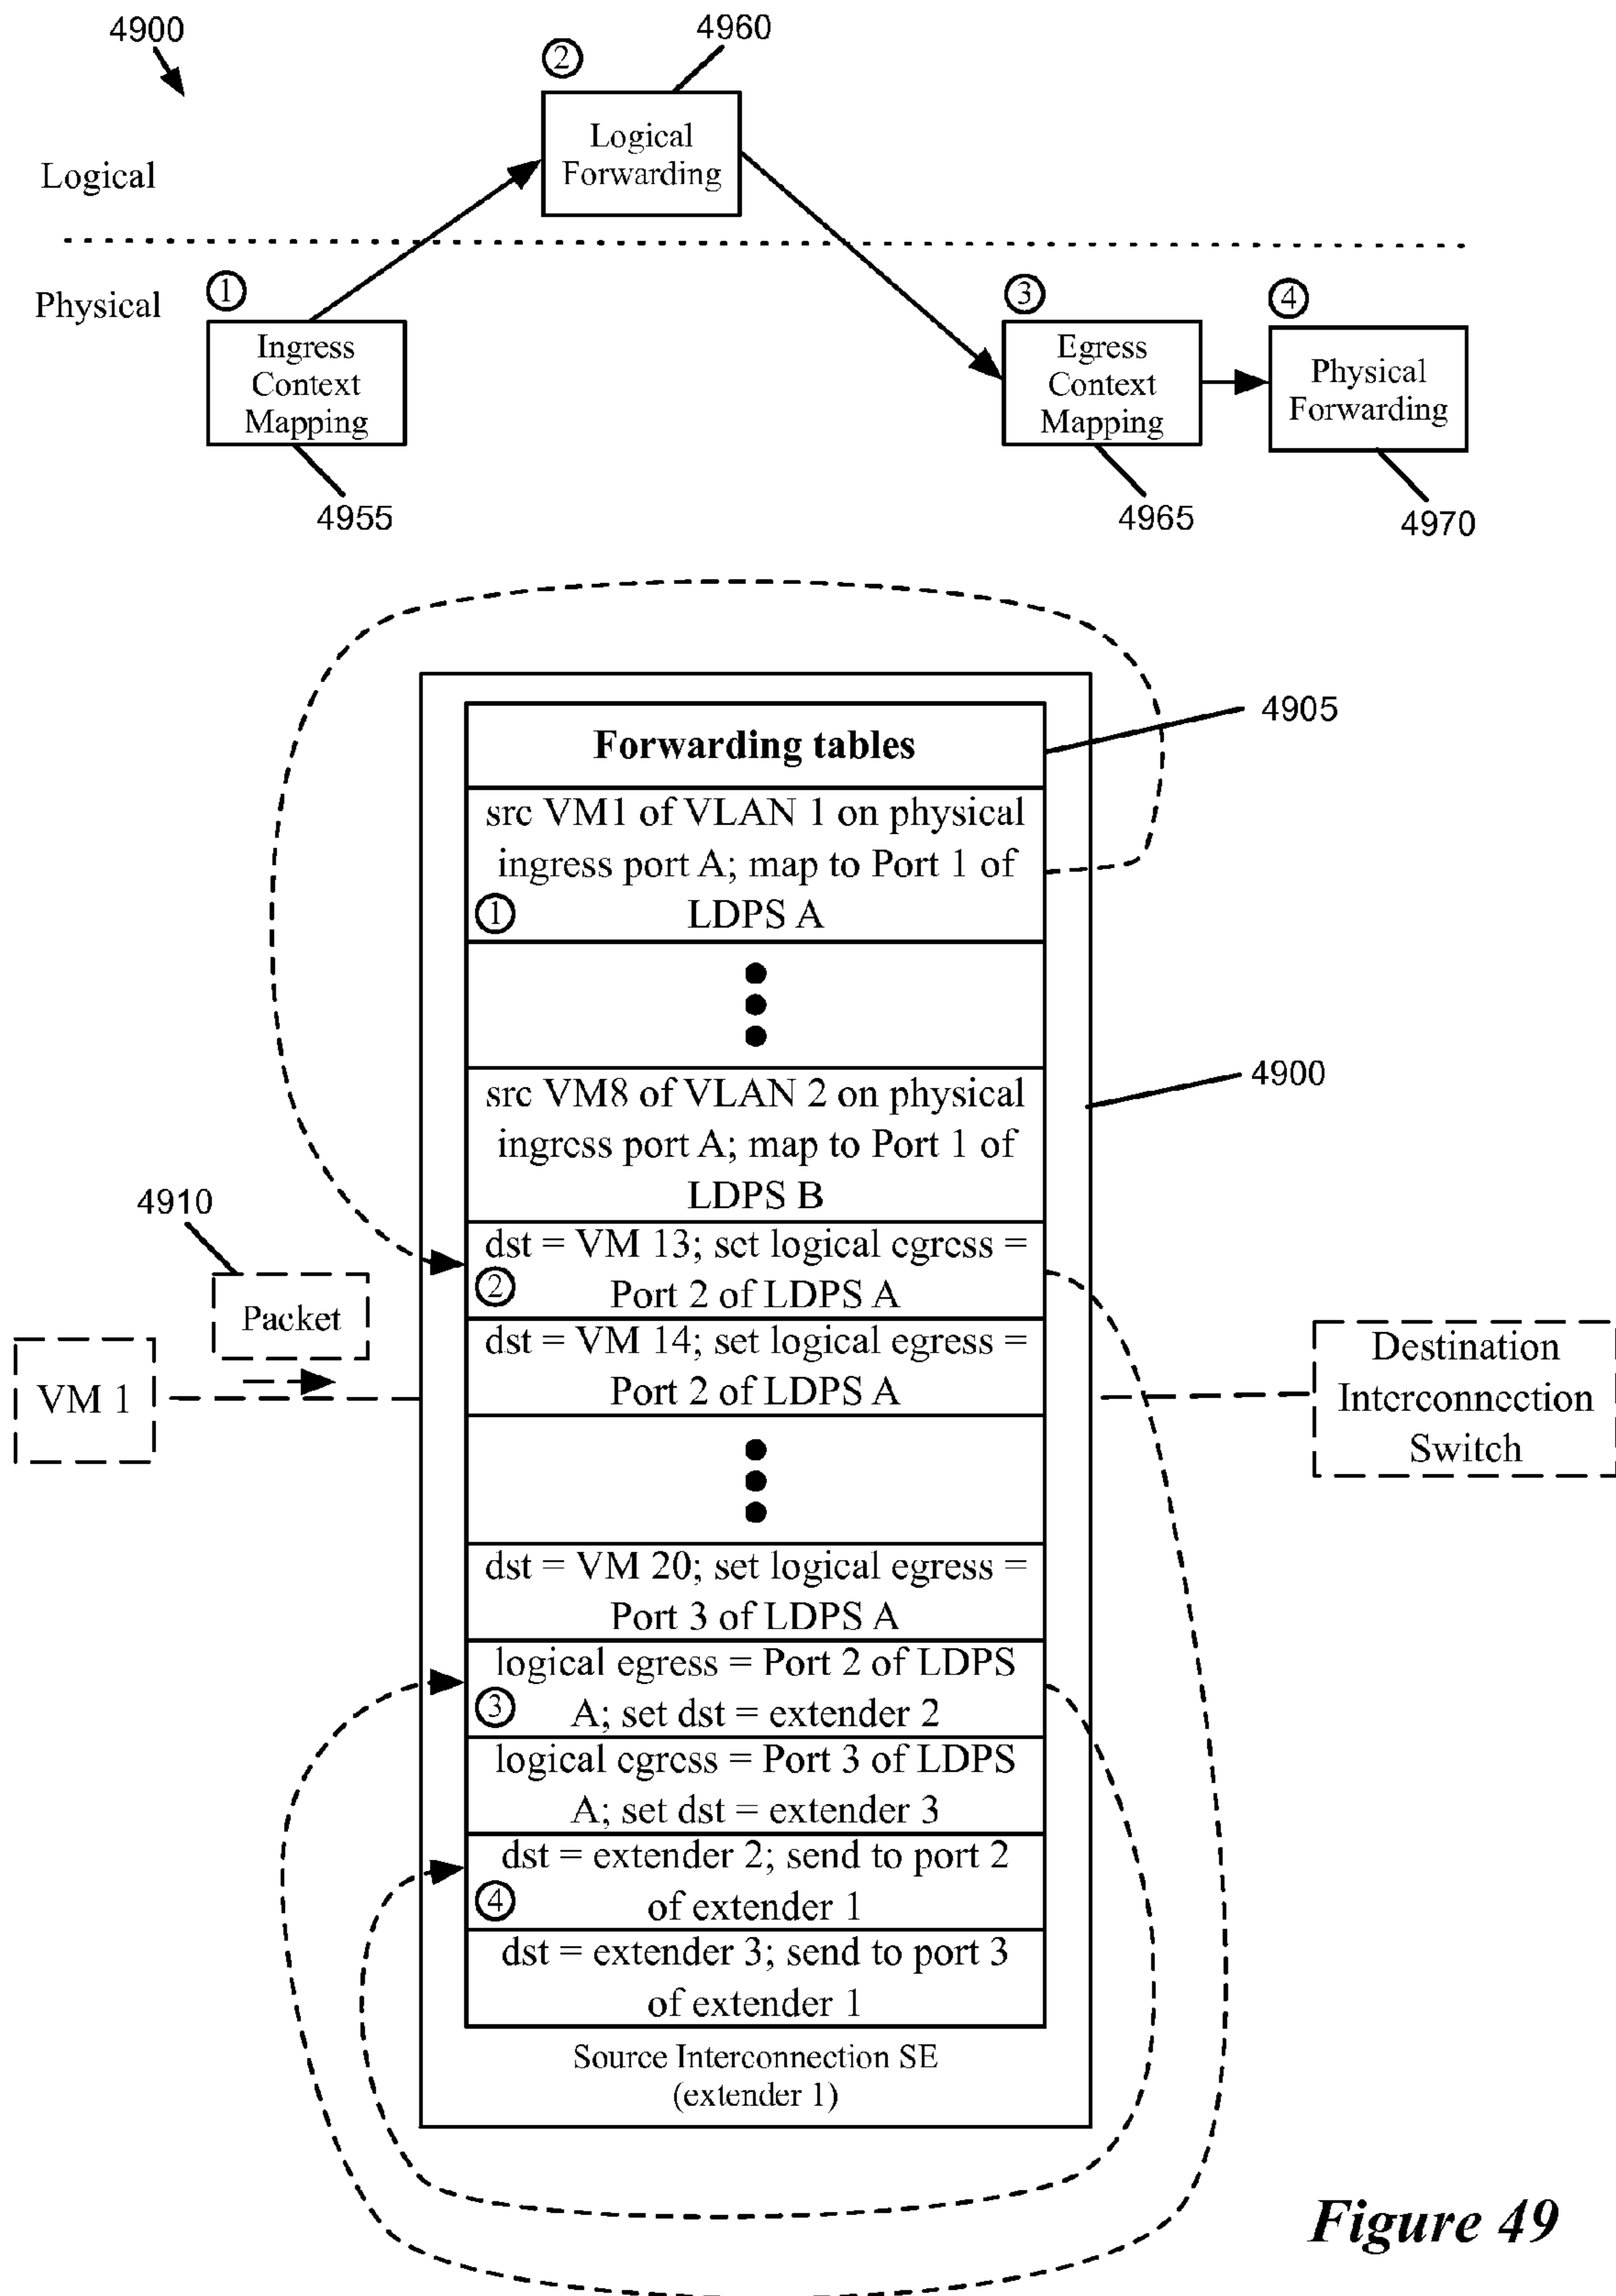 4900
4960
②
Logical
Forwarding
Logical
Physical
①
③
④
Ingress
Context
Mapping
Egress
Context
Mapping
Physical
Forwarding
4955
4965
4970
4905
Forwarding tables
src VM1 of VLAN 1 on physical
ingress port A; map to Port 1 of
① LDPS A
4900
src VM8 of VLAN 2 on physical
ingress port A; map to Port 1 of
LDPS B
4910
Packet
VM 1
dst = VM 13; set logical egress =
② Port 2 of LDPS A
dst = VM 14; set logical egress =
Port 2 of LDPS A
Destination
Interconnection
Switch
dst = VM 20; set logical egress =
Port 3 of LDPS A
logical egress = Port 2 of LDPS
③ A; set dst = extender 2
logical egress = Port 3 of LDPS
A; set dst = extender 3
dst = extender 2; send to port 2
④ of extender 1
dst = extender 3; send to port 3
of extender 1
Source Interconnection SE
(extender 1)
Figure 49